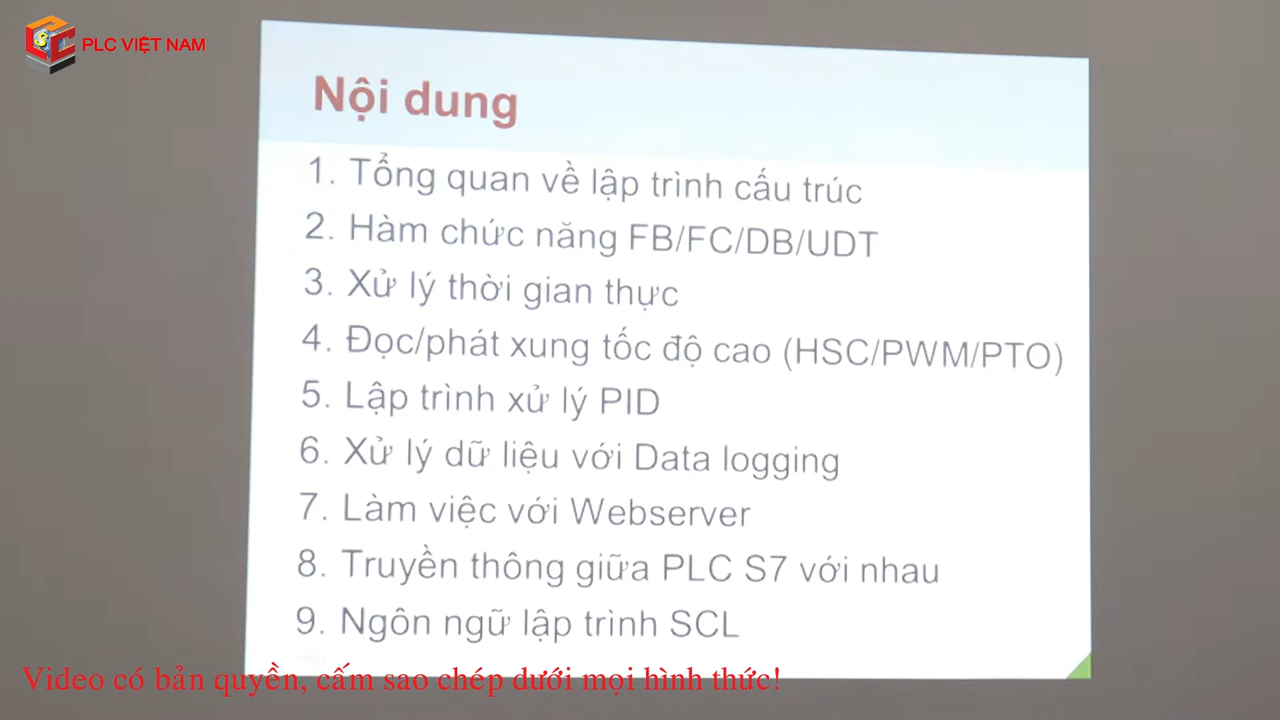 PLC VIỆT NAM
Nội dung
1. Tổng quan về lập trình cấu trúc
2. Hàm chức năng FB/FC/DB/UDT
3. Xử lý thời gian thực
4. Đọc/phát xung tốc độ cao (HSC/PWM/PTO)
5. Lập trình xử lý PID
6. Xử lý dữ liệu với Data logging
7. Làm việc với Webserver
8. Truyền thông giữa PLC S7 với nhau
9. Ngôn ngữ lập trình SCL
Video có bản quyền, cấm sao chép dưới mọi hình thức!